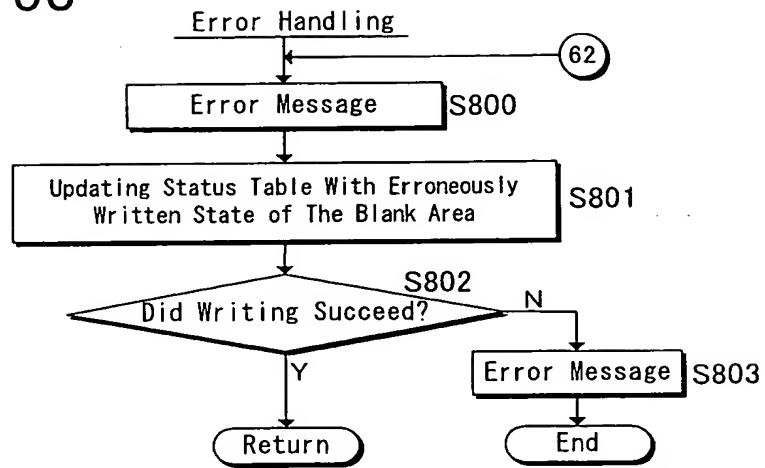 Error Handling
62
Error Message S800
Updating Status Table With Erroneously
Written State of The Blank Area
S801
S802
Did Writing Succeed?
N
Y
Error Message S803
Return
End